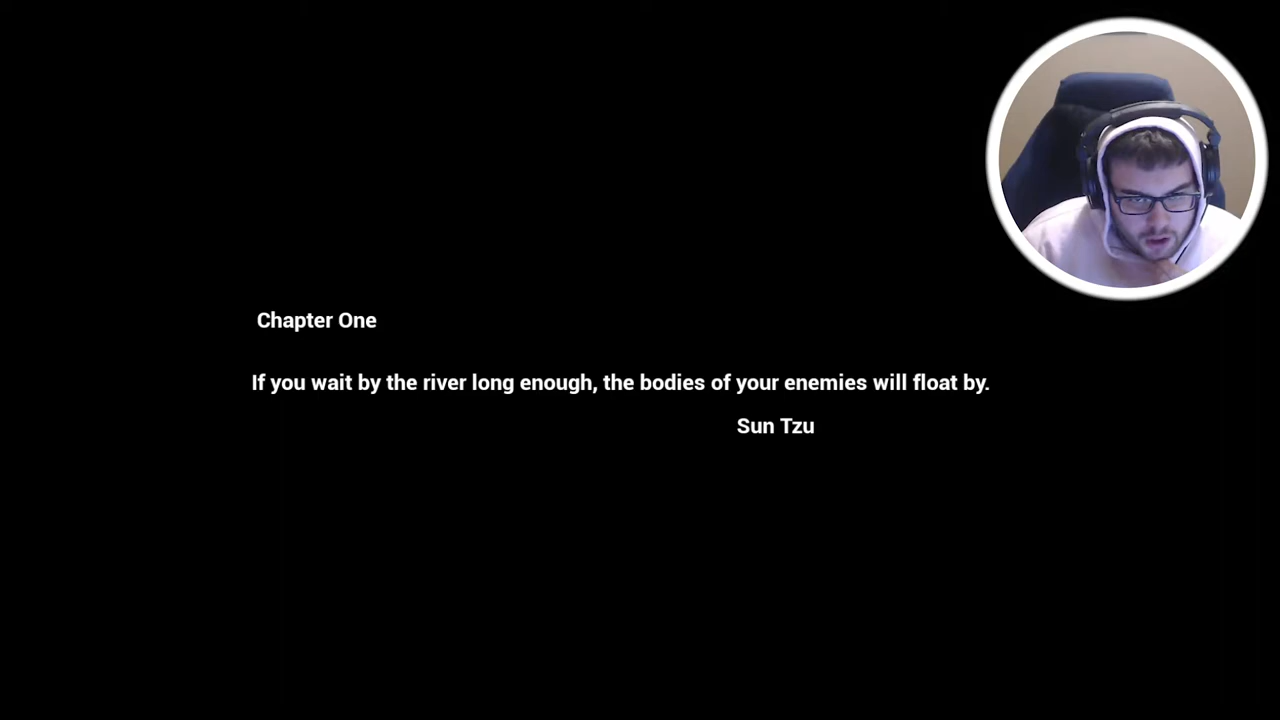 Chapter One
If you wait by the river long enough, the bodies of your enemies will float by.
Sun Tzu